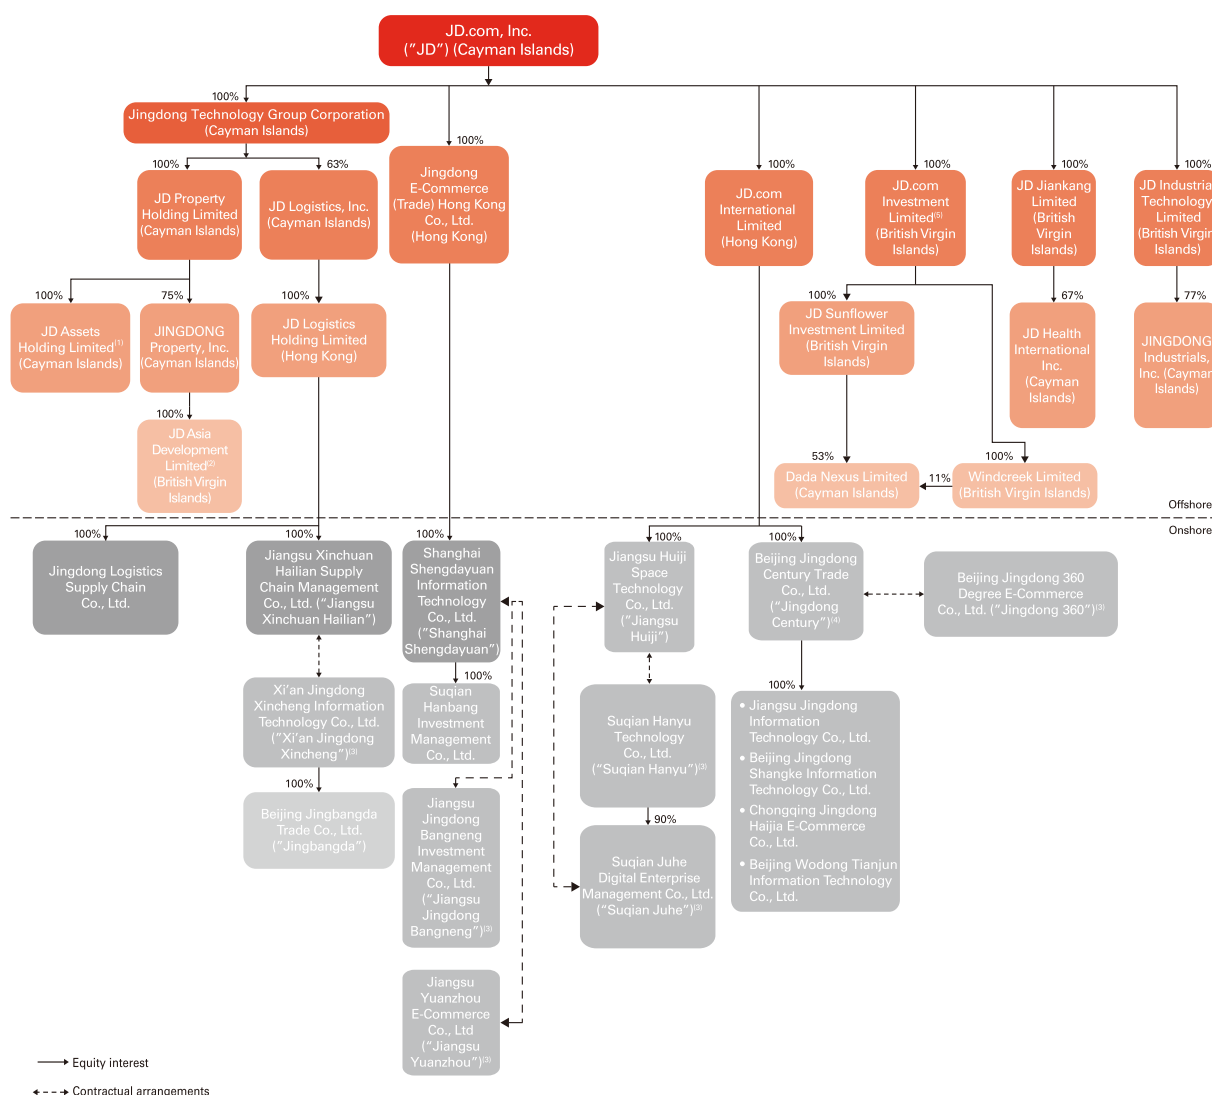 JD.com, Inc.
("JD") (Cayman Islands)
100%
Jingdong Technology Group Corporation
(Cayman Islands)
100%
JD Property
Holding Limited
(Cayman Islands)
63%
JD Logistics, Inc.
(Cayman Islands)
100%
Jingdong
E-Commerce
(Trade) Hong Kong
Co., Ltd.
(Hong Kong)
100%
JD.com
International
Limited
(Hong Kong)
100%
JD.com
Investment
Limited(5)
(British Virgin
Islands)
100%
JD Jiankang
Limited
(British
Virgin
Islands)
100%
JD Industria
Technology
Limited
(British Virgin
Islands)
100%
JD Assets
Holding Limited(1)
(Cayman Islands)
75%
JINGDONG
Property, Inc.
(Cayman Islands)
100%
JD Logistics
Holding Limited
(Hong Kong)
100%
JD Sunflower
Investment Limited
(British Virgin
Islands)
67%
JD Health
International
Inc.
(Cayman
Islands)
77%
JINGDONG
Industrials,
Inc. (Cayman
Islands)
100%
JD Asia
Development
Limited(2)
(British Virgin
Islands)
53%
Dada Nexus Limited
(Cayman Islands)
11%
100%
Windcreek Limited
(British Virgin Islands)
Offshore
Onshore
100%
Jingdong Logistics
Supply Chain
Co., Ltd.
100%
Jiangsu Xinchuan
Hailian Supply
Chain Management
Co., Ltd. ("Jiangsu
Xinchuan Hailian")
100%
Shanghai
Shengdayuan
Information
Technology
Co., Ltd.
("Shanghai
Shengdayuan")
100%
Jiangsu Huiji
Space
Technology
Co., Ltd.
("Jiangsu
Huiji")
100%
Beijing Jingdong
Century Trade
Co., Ltd.
("Jingdong
Century")(4)
Beijing Jingdong 360
Degree E-Commerce
Co., Ltd. ("Jingdong 360")(3)
Xi'an Jingdong
Xincheng Information
Technology Co., Ltd.
("Xi'an Jingdong
Xincheng")(3)
100%
Suqian
Hanbang
Investment
Management
Co., Ltd.
Suqian Hanyu
Technology
Co., Ltd.
("Suqian Hanyu")(3)
100%
• Jiangsu Jingdong
Information
Technology Co., Ltd.
• Beijing Jingdong
Shangke Information
Technology Co., Ltd.
• Chongqing Jingdong
Haijia E-Commerce
Co., Ltd.
• Beijing Wodong Tianjun
Information Technology
Co., Ltd.
100%
Beijing Jingbangda
Trade Co., Ltd.
("Jingbangda")
Jiangsu
Jingdong
Bangneng
Investment
Management
Co., Ltd.
("Jiangsu
Jingdong
Bangneng")(3)
90%
Suqian Juhe
Digital Enterprise
Management Co., Ltd.
("Suqian Juhe")(3)
Jiangsu
Yuanzhou
E-Commerce
Co., Ltd
("Jiangsu
Yuanzhou")(3)
Equity interest
Contractual arrangements